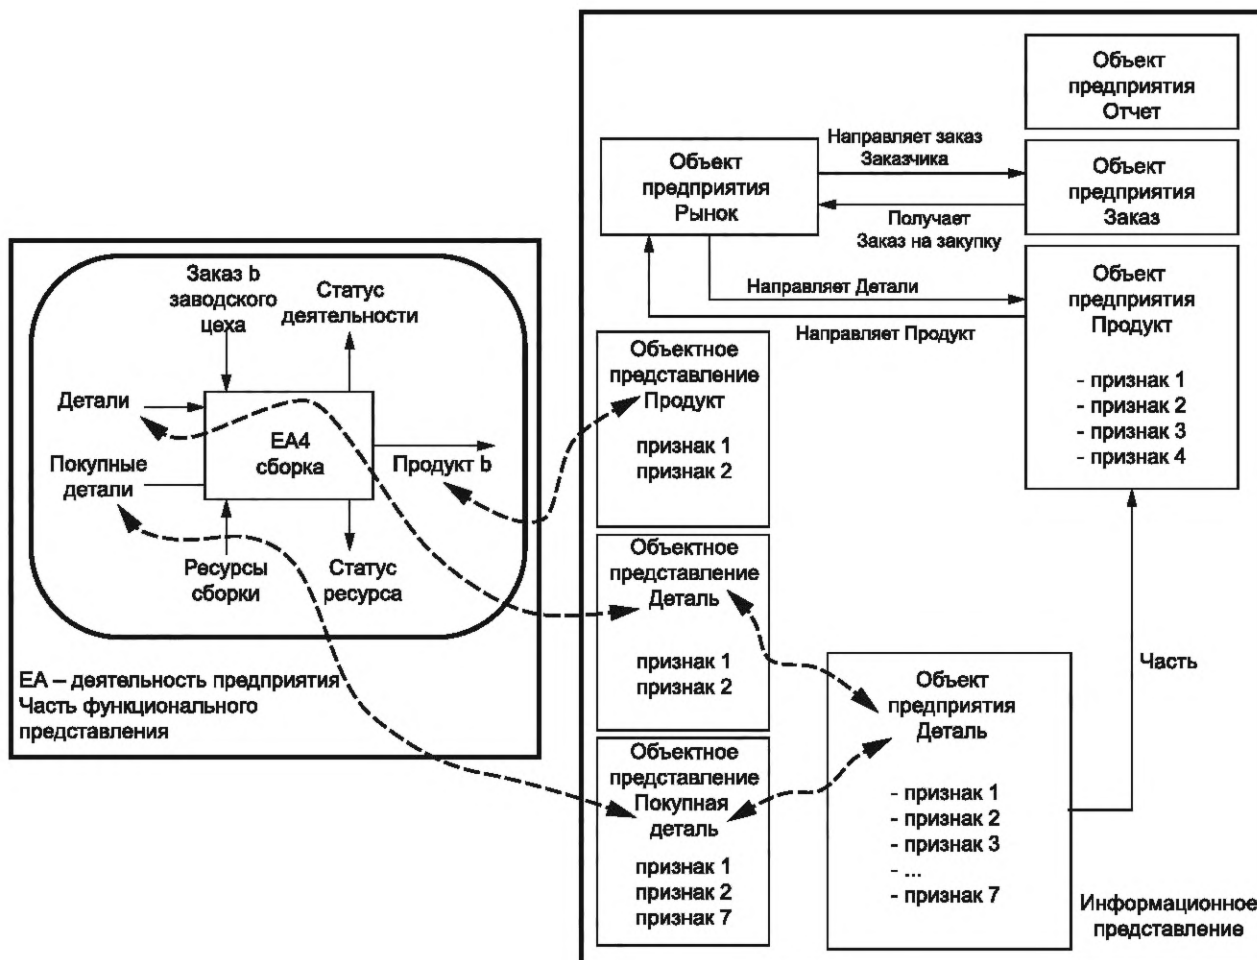 Заказ b
заводского
цеха
Статус
деятельности
Детали
Покупные
детали
EA4
сборка
Продукт b
Ресурсы
сборки
Статус
ресурса
EA – деятельность предприятия
Часть функционального
представления
Объект
предприятия
Отчет
Направляет заказ
Заказчика
Объект
предприятия
Рынок
Объект
предприятия
Заказ
Получает
Заказ на закупку
Направляет Детали
Направляет Продукт
Объект
предприятия
Продукт
- признак 1
- признак 2
- признак 3
- признак 4
Объектное
представление
Продукт
признак 1
признак 2
Объектное
представление
Деталь
признак 1
признак 2
Объектное
представление
Покупная
деталь
признак 1
признак 2
признак 7
Объект
предприятия
Деталь
- признак 1
- признак 2
- признак 3
- ...
- признак 7
Часть
Информационное
представление